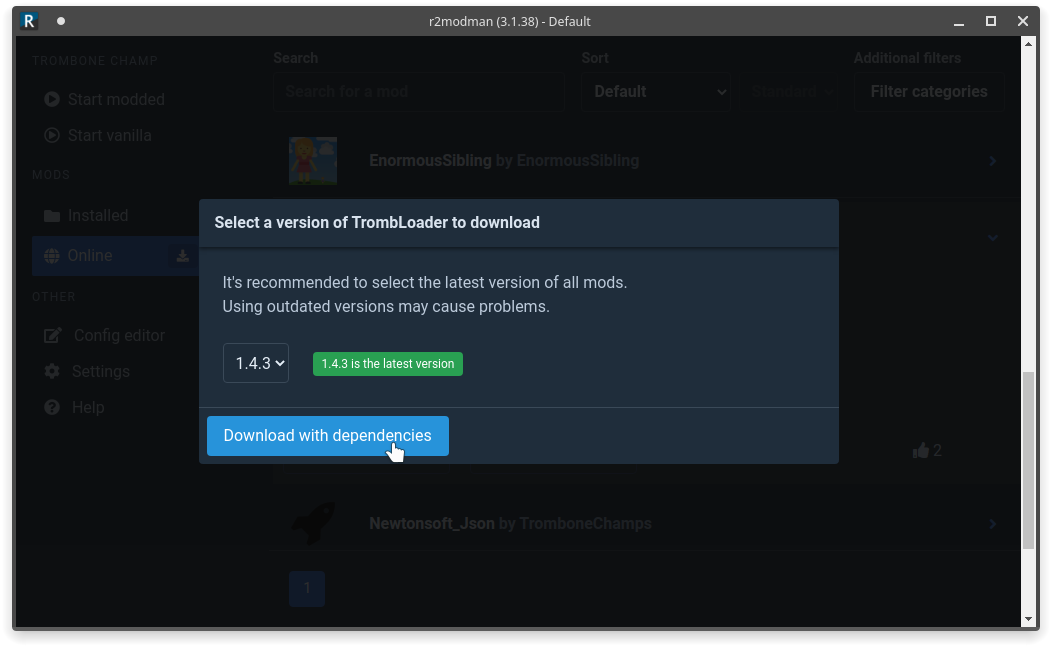 R
r2modman (3.1.38) - Default
TROMBONE CHAMP
Start modded
Start vanilla
MODS
Installed
Online
OTHER
Config editor
Settings
Help
Search
Search for a mod
Sort
Default
Standard
Additional filters
Filter categories
EnormousSibling by EnormousSibling
Select a version of TrombLoader to download
It's recommended to select the latest version of all mods.
Using outdated versions may cause problems.
1.4.3
1.4.3 is the latest version
Download with dependencies
2
Newtonsoft_Json by TromboneChamps
1